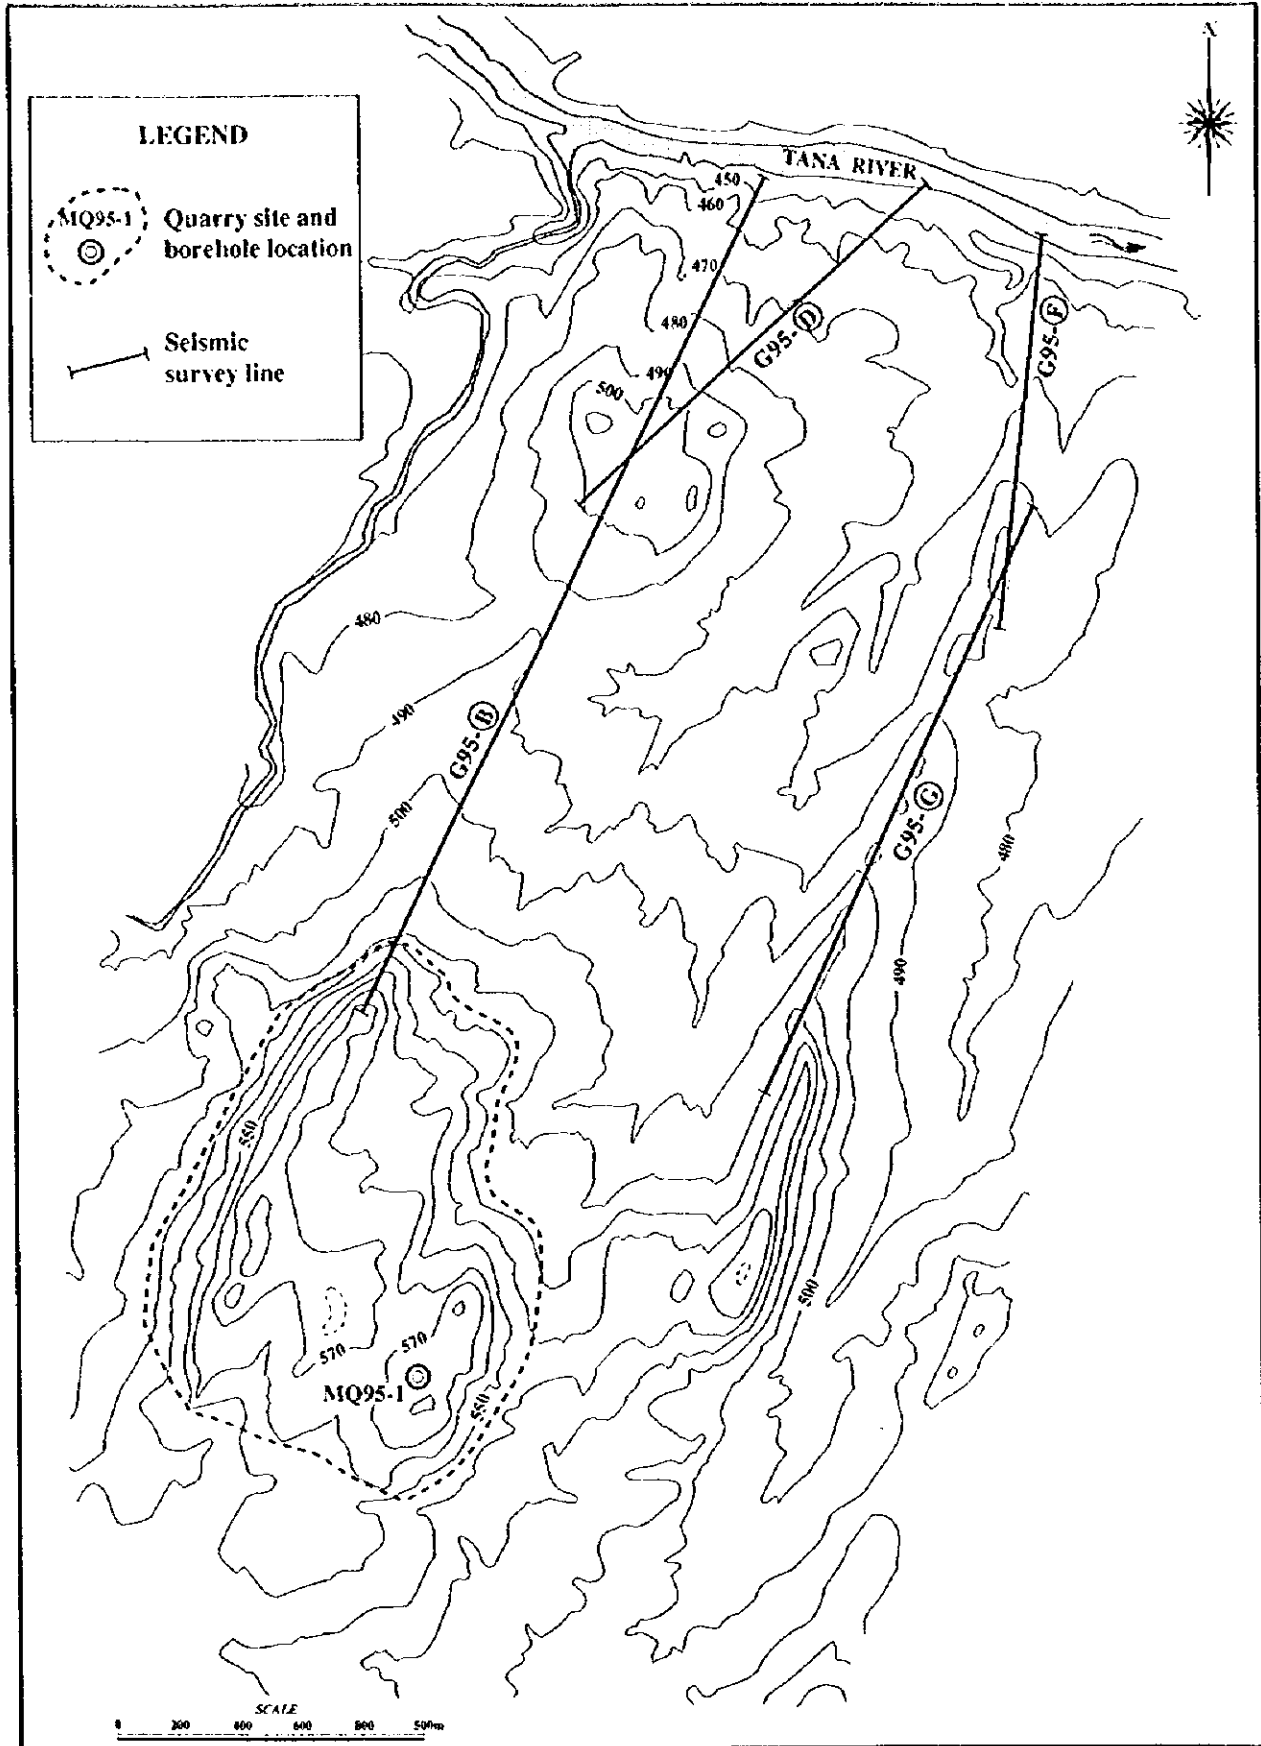 N
LEGEND
MQ95-1
Quarry site and
borehole location
Seismic
survey line
TANA RIVER
450
460
470
480
490
500
G95-D
G95-F
480
490
G95-B
500
G95-G
480
490
550
500
570
570
MQ95-1
550
SCALE
0 200 400 600 800 500m